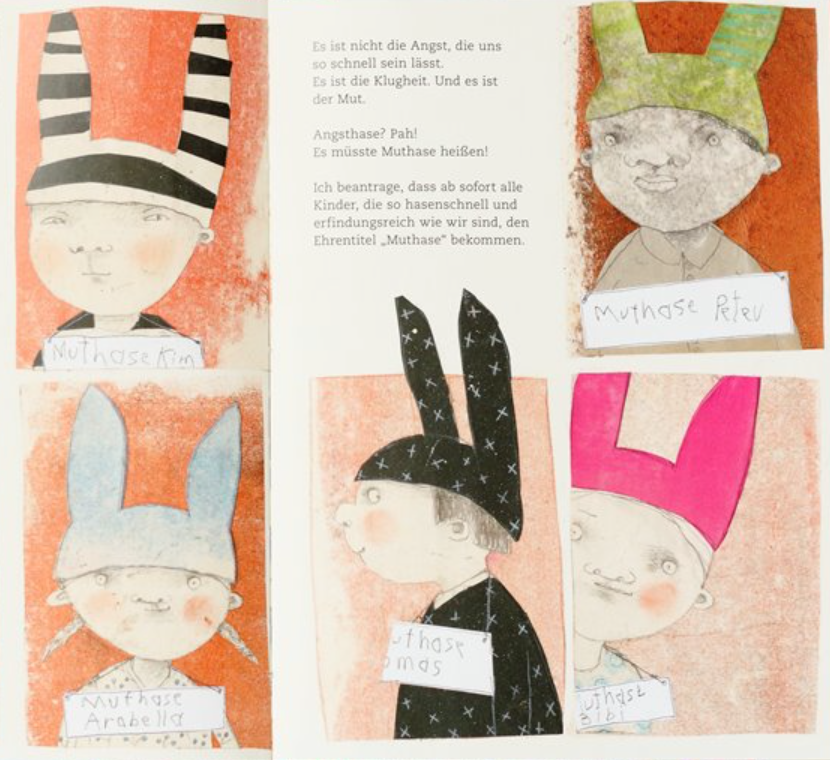 Es ist nicht die Angst, die uns
so schnell sein lässt.
Es ist die Klugheit. Und es ist
der Mut.
Angsthase? Pah!
Es müsste Muthase heißen!
Ich beantrage, dass ab sofort alle
Kinder, die so hasenschnell und
erfindungsreich wie wir sind, den
Ehrentitel „Muthase“ bekommen.
Muthase Kim
Muthase Petru
Muthase
Arabella
uthase
omas
uthase
Bibi